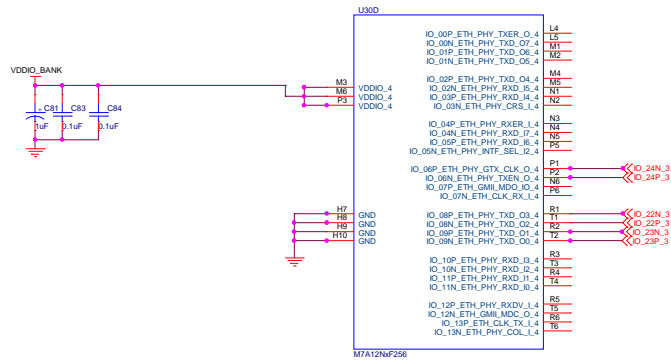 U30D
VDDIO_BANK
C81
1uF
C83
0.1uF
C84
0.1uF
M3 VDDIO_4
M6 VDDIO_4
P3 VDDIO_4
H7 GND
H8 GND
H9 GND
H10 GND
IO_00P_ETH_PHY_TXER_O_4 L4
IO_00N_ETH_PHY_TXD_O7_4 L5
IO_01P_ETH_PHY_TXD_O6_4 M1
IO_01N_ETH_PHY_TXD_O5_4 M2
IO_02P_ETH_PHY_TXD_O4_4 M4
IO_02N_ETH_PHY_RXD_I5_4 M5
IO_03P_ETH_PHY_RXD_I4_4 N1
IO_03N_ETH_PHY_CRS_I_4 N2
IO_04P_ETH_PHY_RXER_I_4 N3
IO_04N_ETH_PHY_RXD_I7_4 N4
IO_05P_ETH_PHY_RXD_I6_4 N5
IO_05N_ETH_PHY_INTF_SEL_I2_4 P5
IO_06P_ETH_PHY_GTX_CLK_O_4 P1 IO_24N_3
IO_06N_ETH_PHY_TXEN_O_4 P2 IO_24P_3
IO_07P_ETH_GMII_MDO_IO_4 N6
IO_07N_ETH_CLK_RX_I_4 P6
IO_08P_ETH_PHY_TXD_O3_4 R1 IO_22N_3
IO_08N_ETH_PHY_TXD_O2_4 T1 IO_22P_3
IO_09P_ETH_PHY_TXD_O1_4 R2 IO_23N_3
IO_09N_ETH_PHY_TXD_O0_4 T2 IO_23P_3
IO_10P_ETH_PHY_RXD_I3_4 R3
IO_10N_ETH_PHY_RXD_I2_4 T3
IO_11P_ETH_PHY_RXD_I1_4 R4
IO_11N_ETH_PHY_RXD_I0_4 T4
IO_12P_ETH_PHY_RXDV_I_4 R5
IO_12N_ETH_GMII_MDC_O_4 T5
IO_13P_ETH_CLK_TX_I_4 R6
IO_13N_ETH_PHY_COL_I_4 T6
M7A12NxF256